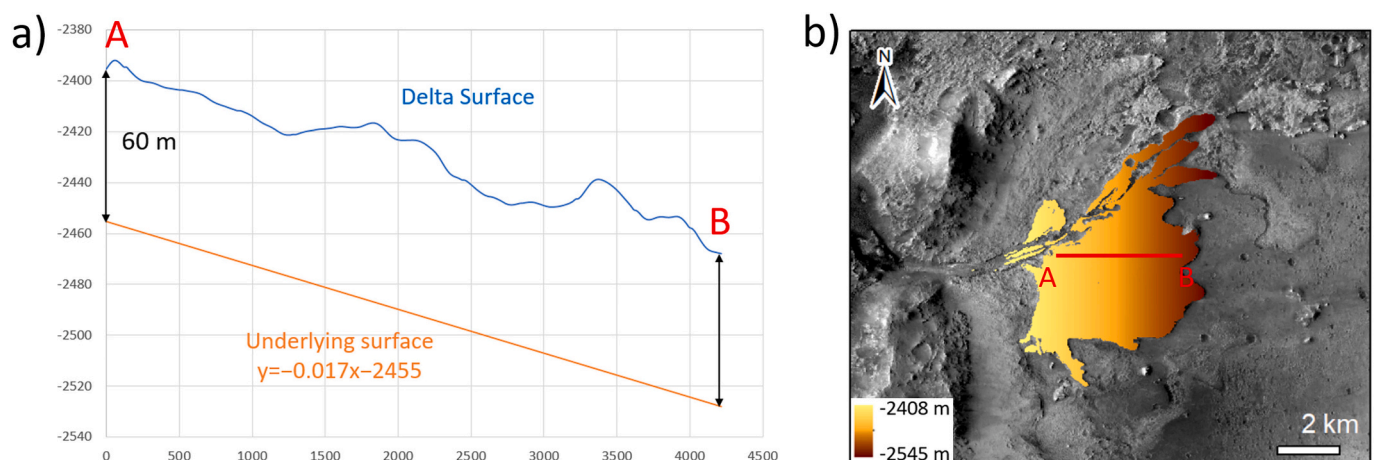 a)
-2380
-2400
-2420
-2440
-2460
-2480
-2500
-2520
-2540
A
Delta Surface
60 m
B
Underlying surface
y=−0.017x−2455
0 500 1000 1500 2000 2500 3000 3500 4000 4500
b)
N
A B
-2408 m
-2545 m
2 km